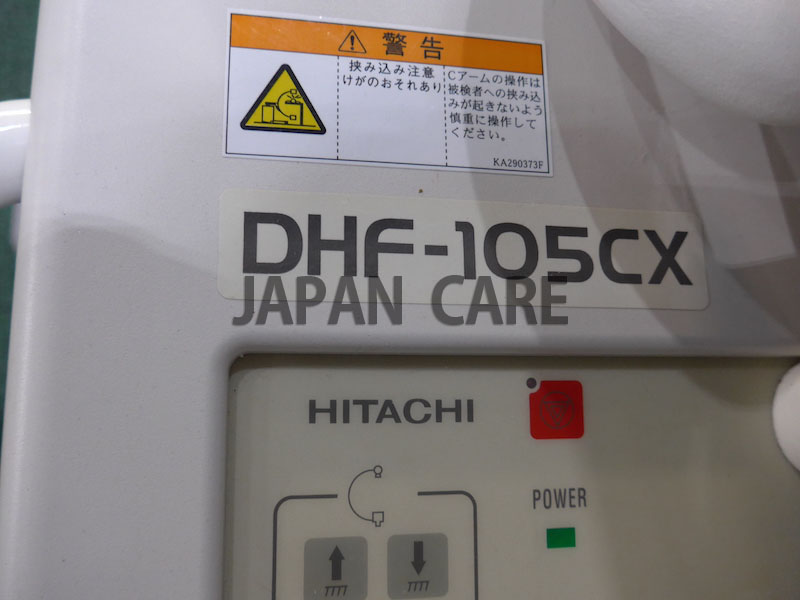 警告
挟み込み注意
けがのおそれあり
Cアームの操作は
被検者への挟み込
みが起きないよう
慎重に操作して
ください。
KA290373F
DHF-105CX
JAPAN CARE
HITACHI
POWER